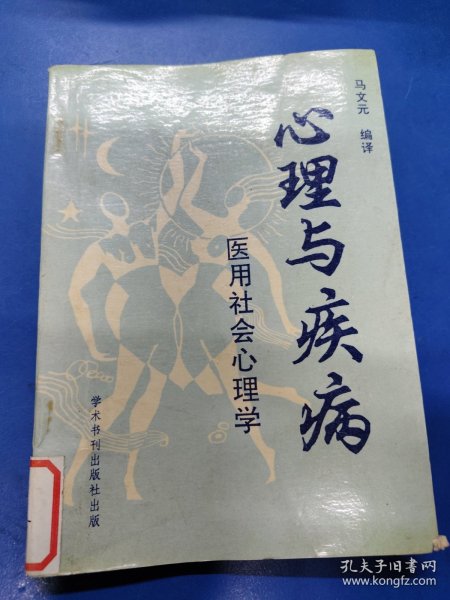 马文元 编译
心理与疾病
医用社会心理学
学术书刊出版社出版
孔夫子旧书网
www.kongfz.com